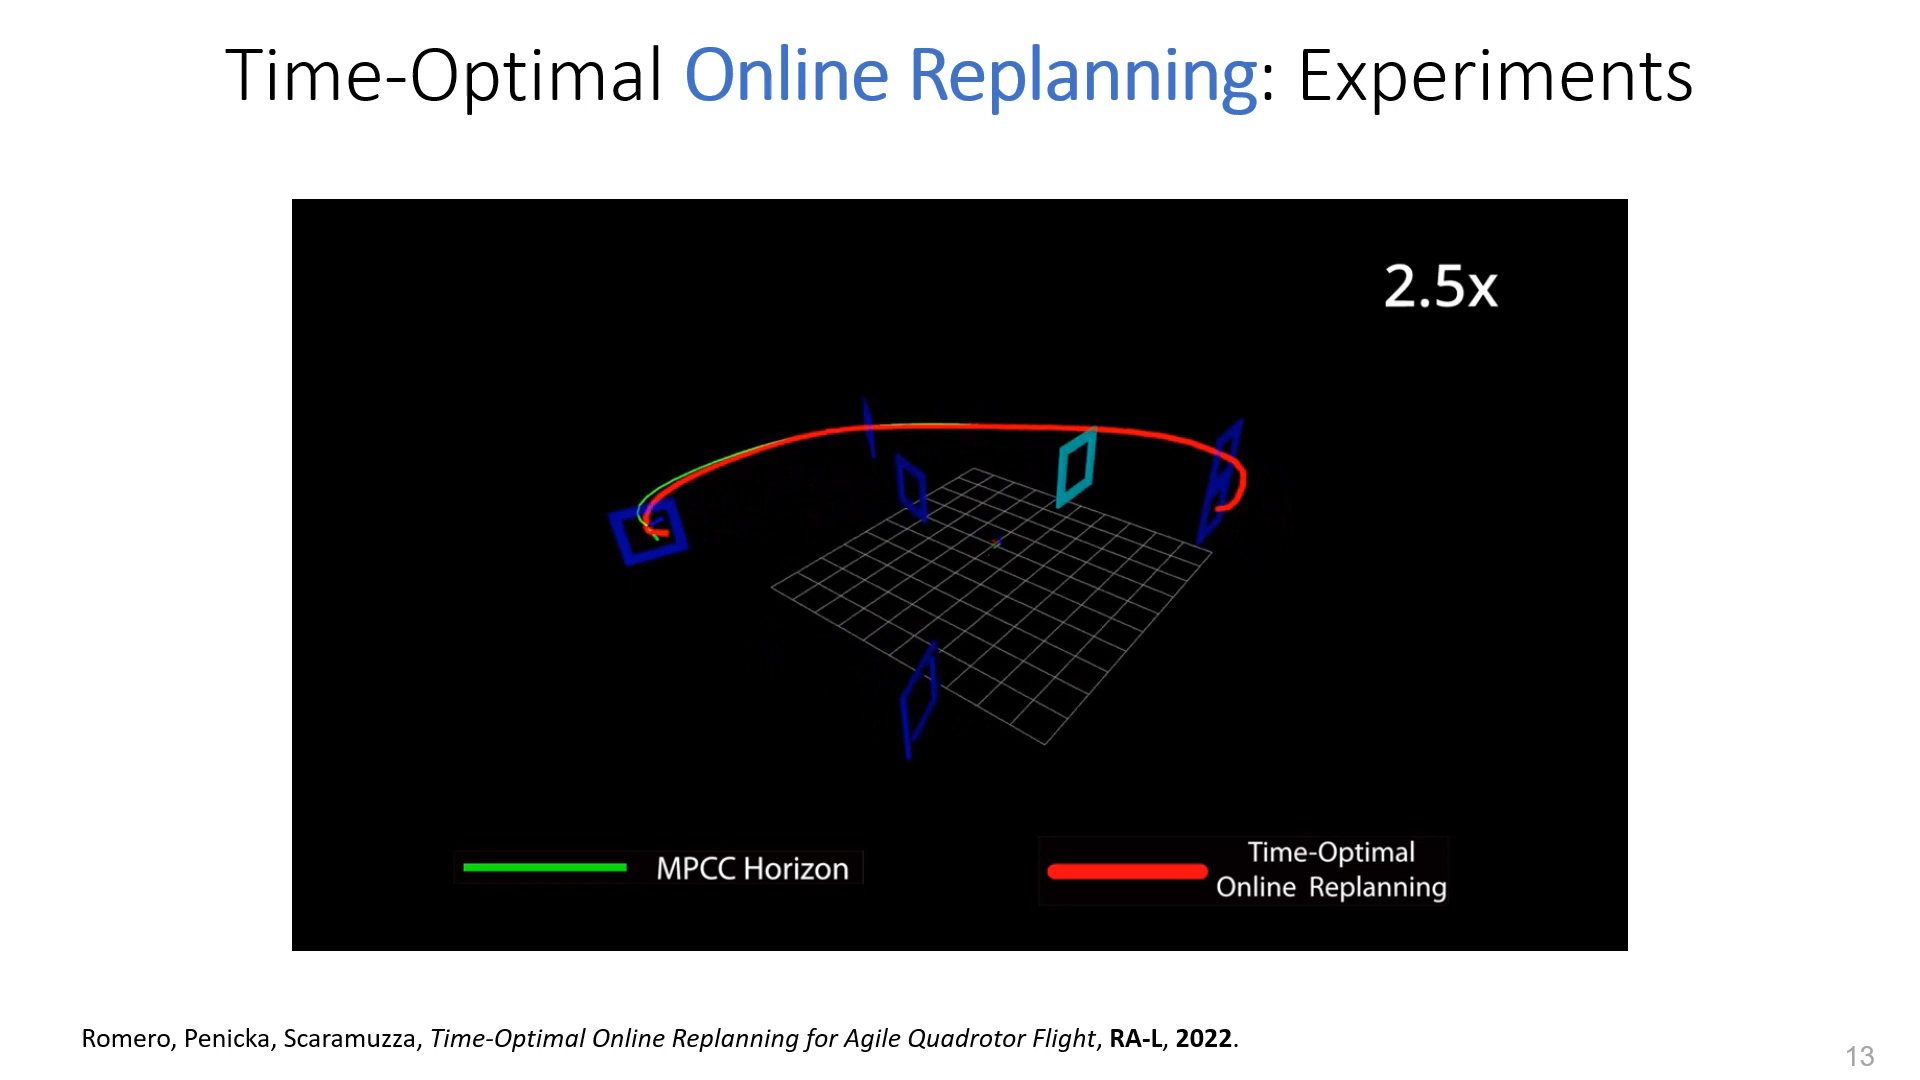 Time-Optimal Online Replanning: Experiments
2.5x
MPCC Horizon
Time-Optimal
Online Replanning
Romero, Penicka, Scaramuzza, Time-Optimal Online Replanning for Agile Quadrotor Flight, RA-L, 2022.
13